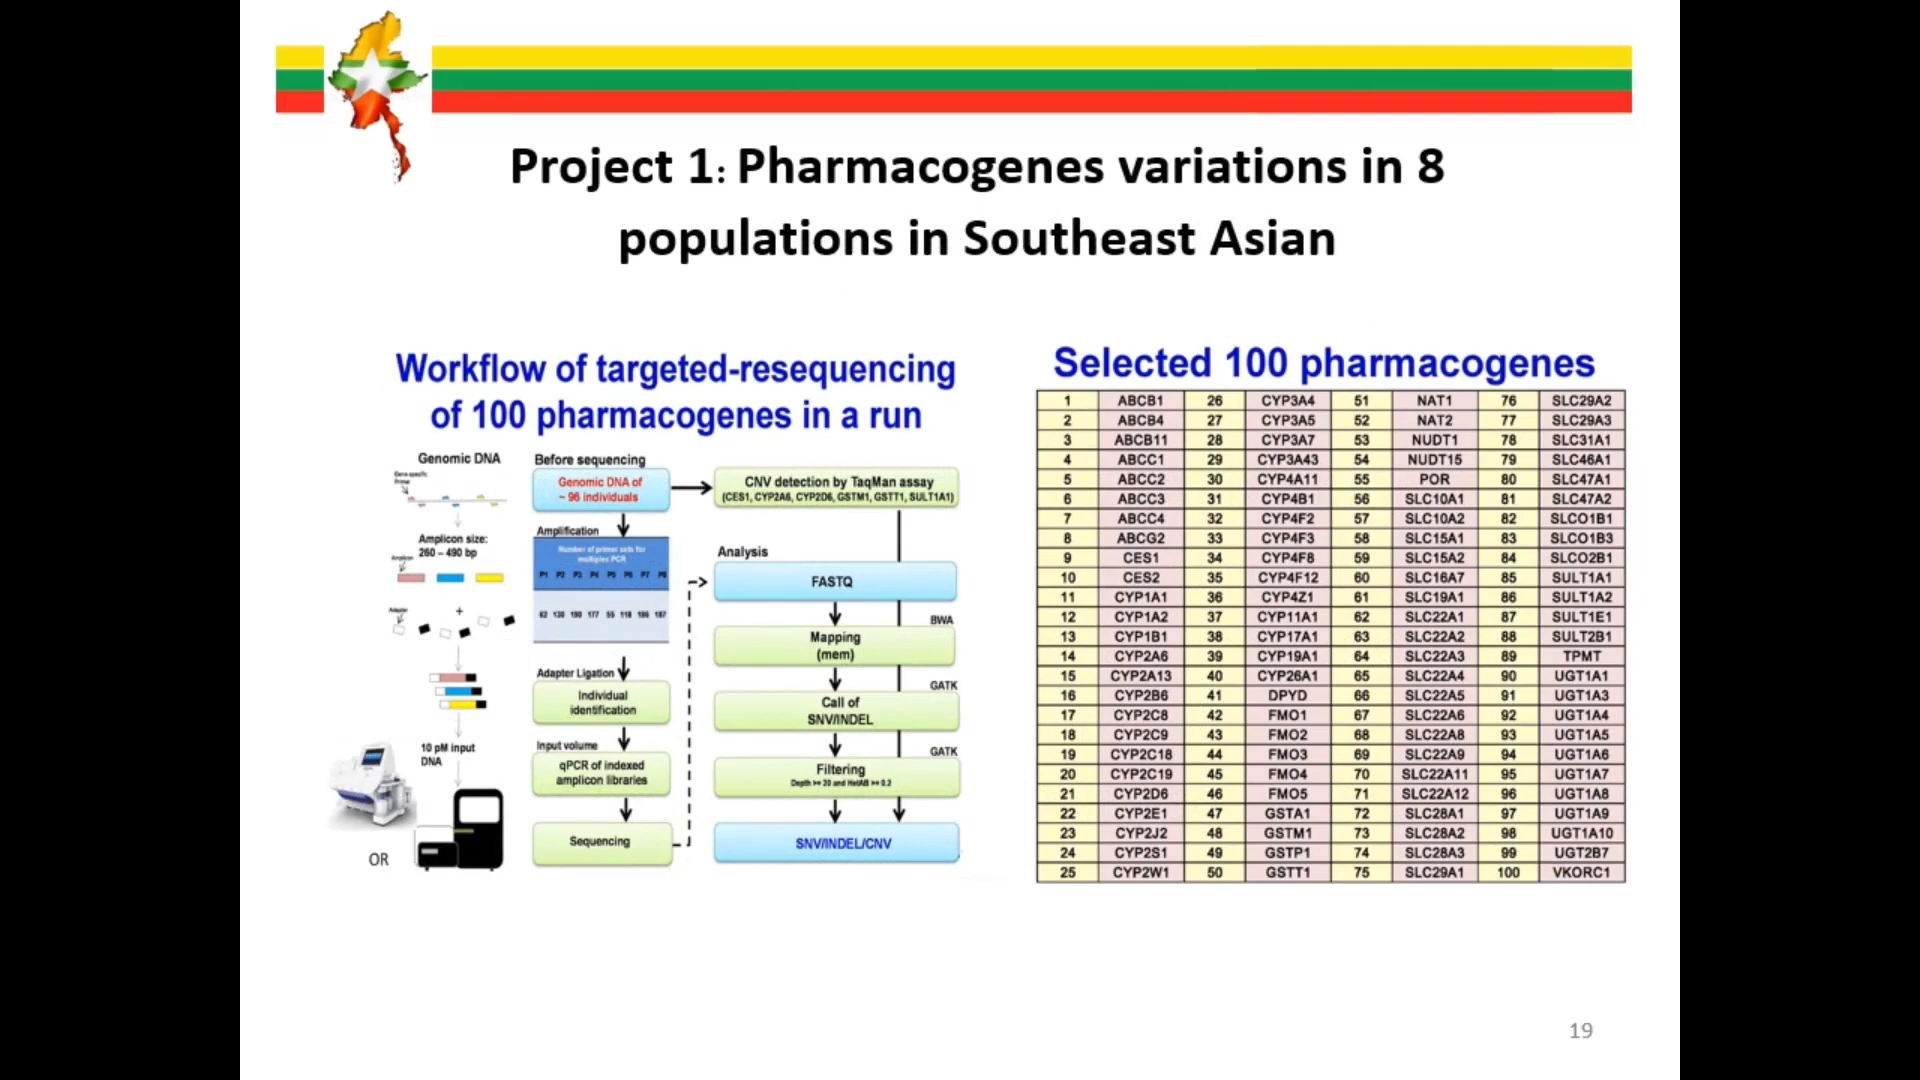 Project 1: Pharmacogenes variations in 8
populations in Southeast Asian
Workflow of targeted-resequencing
of 100 pharmacogenes in a run
Genomic DNA
Gene-specific
Primer
Amplicon size:
260 – 490 bp
Amplicon
Adapter
+
10 pM input
DNA
OR
Before sequencing
Genomic DNA of
~ 96 individuals
Amplification
Number of primer sets for
multiplex PCR
P1 P2 P3 P4 P5 P6 P7 P8
62 138 190 177 55 118 186 187
Adapter Ligation
Individual
identification
Input volume
qPCR of indexed
amplicon libraries
Sequencing
CNV detection by TaqMan assay
(CES1, CYP2A6, CYP2D6, GSTM1, GSTT1, SULT1A1)
Analysis
FASTQ
BWA
Mapping
(mem)
GATK
Call of
SNV/INDEL
GATK
Filtering
Depth >= 20 and HetAB >= 0.2
SNV/INDEL/CNV
Selected 100 pharmacogenes
1 ABCB1 26 CYP3A4 51 NAT1 76 SLC29A2
2 ABCB4 27 CYP3A5 52 NAT2 77 SLC29A3
3 ABCB11 28 CYP3A7 53 NUDT1 78 SLC31A1
4 ABCC1 29 CYP3A43 54 NUDT15 79 SLC46A1
5 ABCC2 30 CYP4A11 55 POR 80 SLC47A1
6 ABCC3 31 CYP4B1 56 SLC10A1 81 SLC47A2
7 ABCC4 32 CYP4F2 57 SLC10A2 82 SLCO1B1
8 ABCG2 33 CYP4F3 58 SLC15A1 83 SLCO1B3
9 CES1 34 CYP4F8 59 SLC15A2 84 SLCO2B1
10 CES2 35 CYP4F12 60 SLC16A7 85 SULT1A1
11 CYP1A1 36 CYP4Z1 61 SLC19A1 86 SULT1A2
12 CYP1A2 37 CYP11A1 62 SLC22A1 87 SULT1E1
13 CYP1B1 38 CYP17A1 63 SLC22A2 88 SULT2B1
14 CYP2A6 39 CYP19A1 64 SLC22A3 89 TPMT
15 CYP2A13 40 CYP26A1 65 SLC22A4 90 UGT1A1
16 CYP2B6 41 DPYD 66 SLC22A5 91 UGT1A3
17 CYP2C8 42 FMO1 67 SLC22A6 92 UGT1A4
18 CYP2C9 43 FMO2 68 SLC22A8 93 UGT1A5
19 CYP2C18 44 FMO3 69 SLC22A9 94 UGT1A6
20 CYP2C19 45 FMO4 70 SLC22A11 95 UGT1A7
21 CYP2D6 46 FMO5 71 SLC22A12 96 UGT1A8
22 CYP2E1 47 GSTA1 72 SLC28A1 97 UGT1A9
23 CYP2J2 48 GSTM1 73 SLC28A2 98 UGT1A10
24 CYP2S1 49 GSTP1 74 SLC28A3 99 UGT2B7
25 CYP2W1 50 GSTT1 75 SLC29A1 100 VKORC1
19